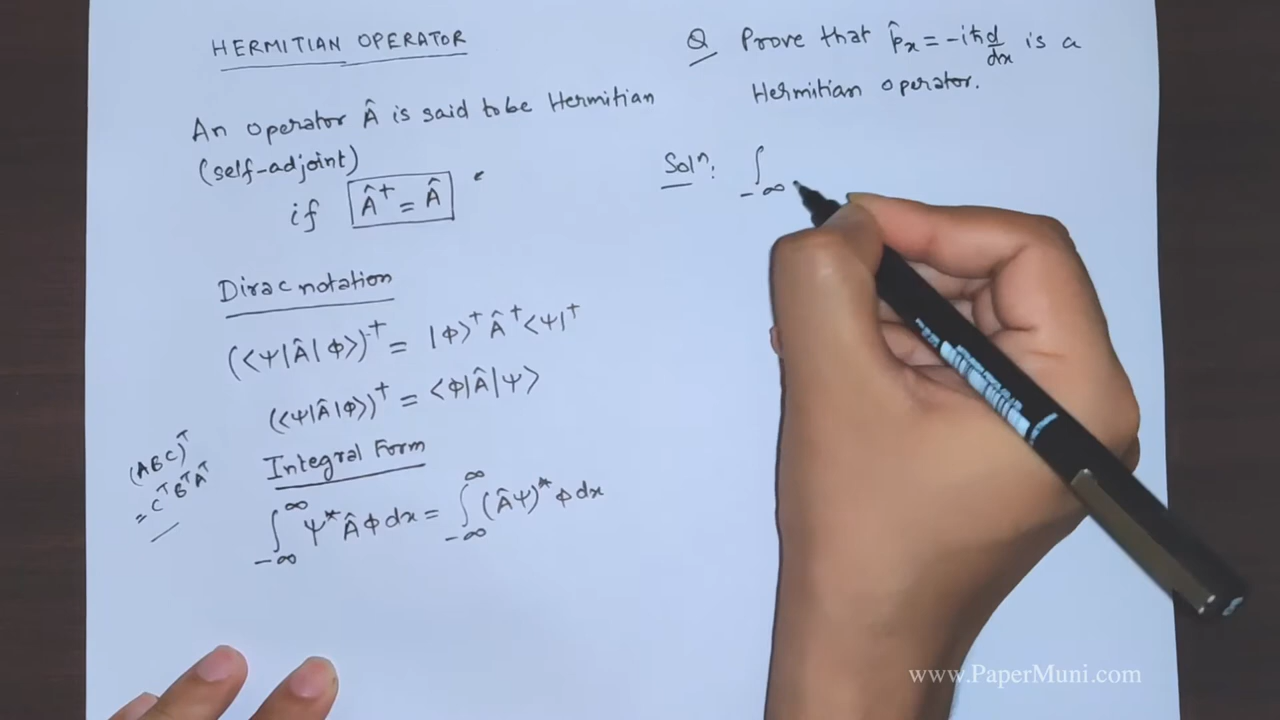 HERMITIAN OPERATOR
An operator Â is said to be Hermitian
(self-adjoint)
if Â† = Â
Dirac notation
(<ψ|Â|φ>)† = |φ>† Â† <ψ|†
(<ψ|Â|φ>)† = <φ|Â|ψ>
(ABC)ᵀ
= CᵀBᵀAᵀ
Integral Form
∫_{-∞}^{∞} ψ* Â φ dx = ∫_{-∞}^{∞} (Âψ)* φ dx
Q Prove that p̂ₓ = -iħ d/dx is a
Hermitian operator.
Solⁿ: ∫_{-∞}
www.PaperMuni.com